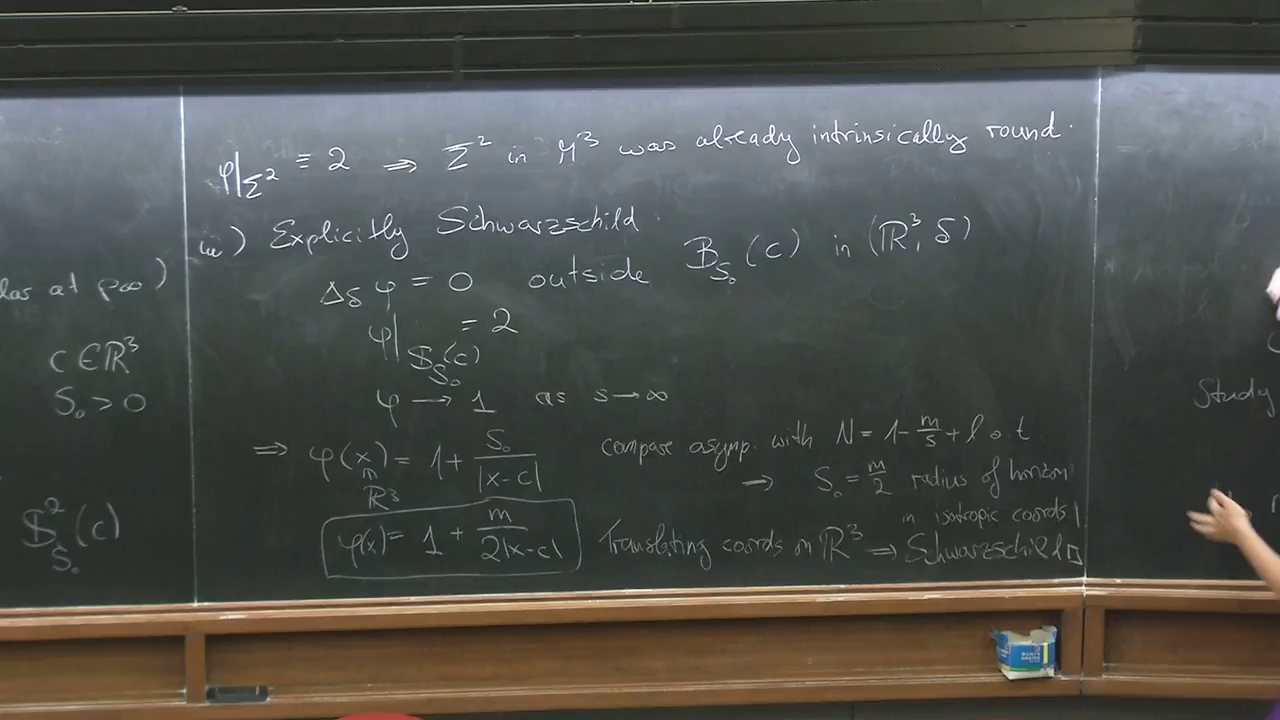 las at p∞)
C ∈ ℝ³
S₀ > 0
𝕊²_{S₀}(c)
φ|_{Σ²} ≡ 2 ⇒ Σ² in M³ was already intrinsically round.
iii) Explicitly Schwarzschild.
Δ_δ φ = 0 outside B_{S₀}(c) in (ℝ³, δ)
φ|_{𝕊_{S₀}(c)} = 2
φ → 1 as s → ∞
⇒ φ(x) = 1 + S₀/|x-c| compare asymp. with N = 1 - m/s + l.o.t
∈ ℝ³
→ S₀ = m/2 radius of horizon
in isotropic coords!
φ(x) = 1 + m/(2|x-c|) Translating coords on ℝ³ ⇒ Schwarzschild □
Study